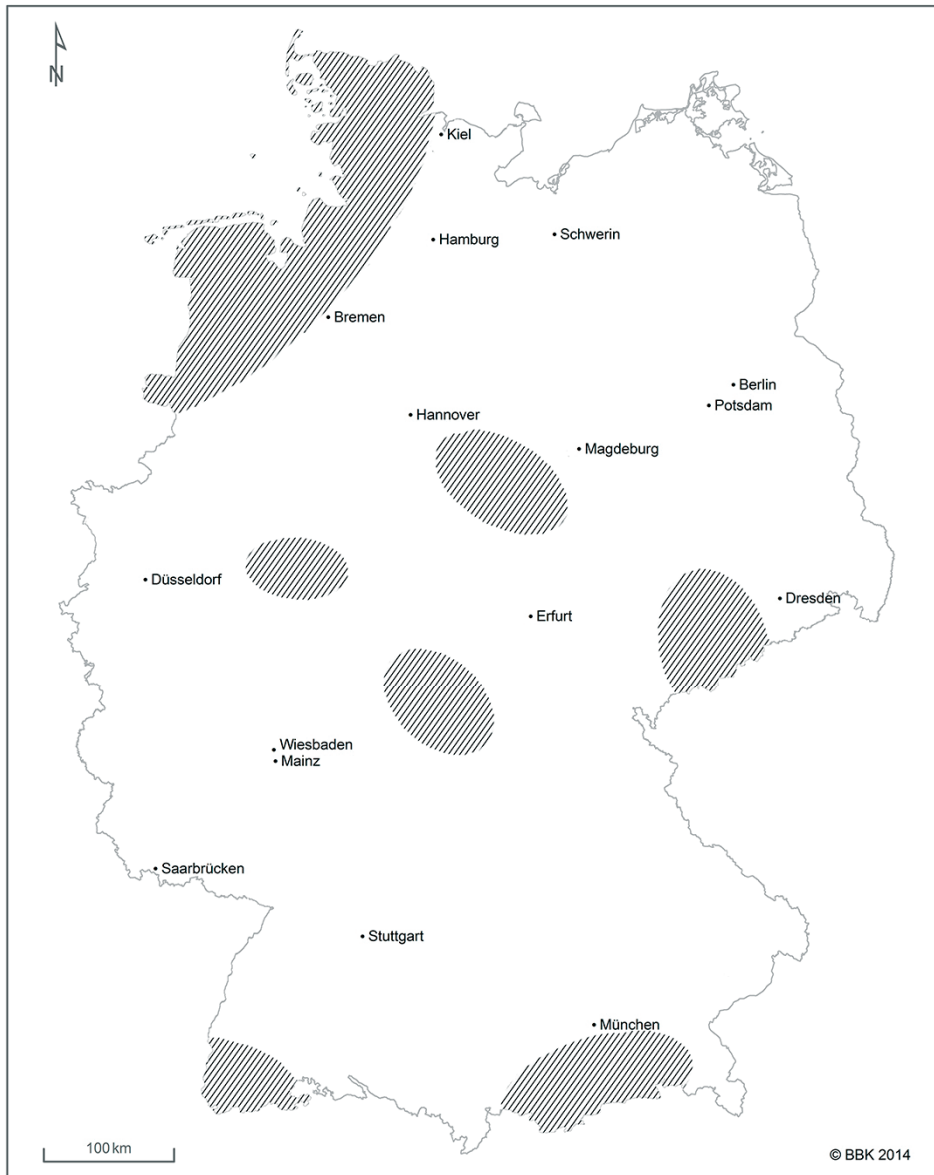 N
Kiel
Hamburg
Schwerin
Bremen
Berlin
Potsdam
Hannover
Magdeburg
Düsseldorf
Dresden
Erfurt
Wiesbaden
Mainz
Saarbrücken
Stuttgart
München
100 km
© BBK 2014